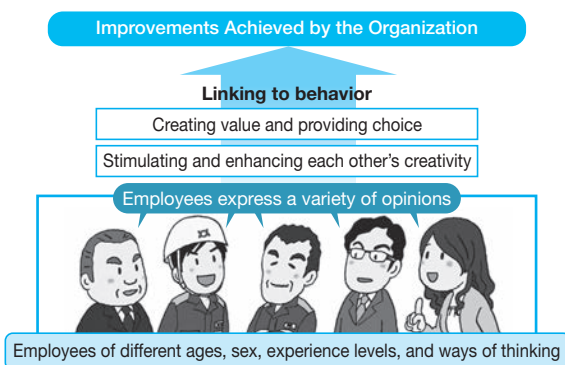 Improvements Achieved by the Organization
Linking to behavior
Creating value and providing choice
Stimulating and enhancing each other's creativity
Employees express a variety of opinions
Employees of different ages, sex, experience levels, and ways of thinking